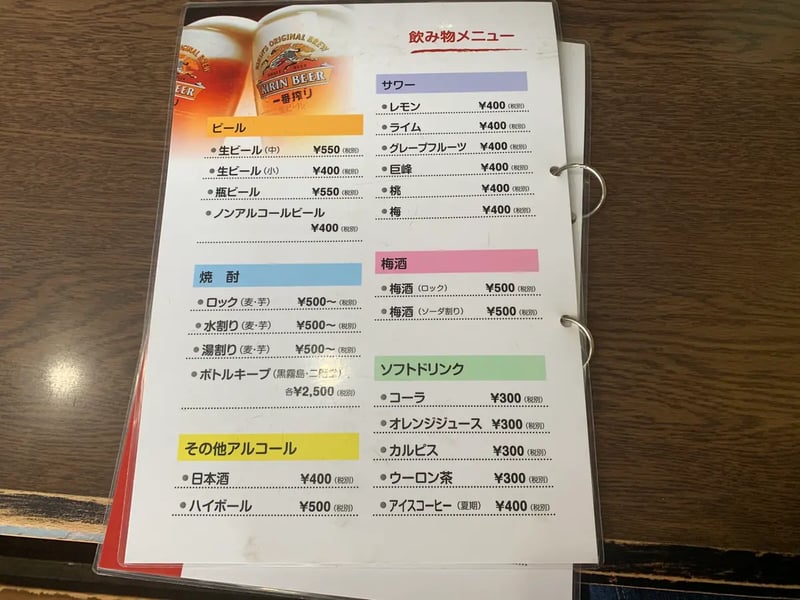 飲み物メニュー
KIRIN'S ORIGINAL BREW
KIRIN BEER
一番搾り
ビール
生ビール（中） ¥550（税別）
生ビール（小） ¥400（税別）
瓶ビール ¥550（税別）
ノンアルコールビール
¥400（税別）
焼 酎
ロック（麦・芋） ¥500～（税別）
水割り（麦・芋） ¥500～（税別）
湯割り（麦・芋） ¥500～（税別）
ボトルキープ（黒霧島・二階堂）
各¥2,500（税別）
その他アルコール
日本酒 ¥400（税別）
ハイボール ¥500（税別）
サワー
レモン ¥400（税別）
ライム ¥400（税別）
グレープフルーツ ¥400（税別）
巨峰 ¥400（税別）
桃 ¥400（税別）
梅 ¥400（税別）
梅酒
梅酒（ロック） ¥500（税別）
梅酒（ソーダ割り） ¥500（税別）
ソフトドリンク
コーラ ¥300（税別）
オレンジジュース ¥300（税別）
カルピス ¥300（税別）
ウーロン茶 ¥300（税別）
アイスコーヒー（夏期） ¥400（税別）